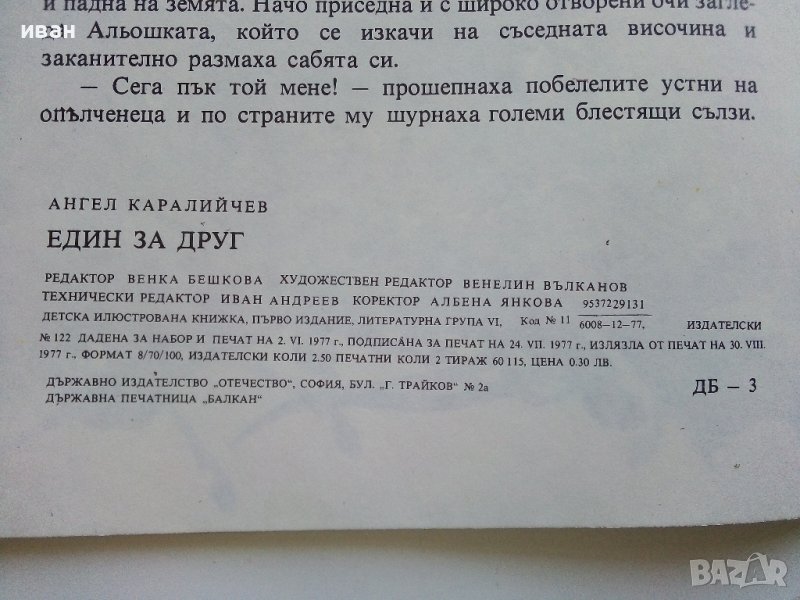 и падна на земята. Начо приседна и с широко отворени очи загле-
да Альошката, който се изкачи на съседната височина и
заканително размаха сабята си.
— Сега пък той мене! — прошепнаха побелелите устни на
опълченеца и по страните му шурнаха големи блестящи сълзи.
АНГЕЛ КАРАЛИЙЧЕВ
ЕДИН ЗА ДРУГ
РЕДАКТОР ВЕНКА БЕШКОВА ХУДОЖЕСТВЕН РЕДАКТОР ВЕНЕЛИН ВЪЛКАНОВ
ТЕХНИЧЕСКИ РЕДАКТОР ИВАН АНДРЕЕВ КОРЕКТОР АЛБЕНА ЯНКОВА 9537229131
ДЕТСКА ИЛЮСТРОВАНА КНИЖКА, ПЪРВО ИЗДАНИЕ, ЛИТЕРАТУРНА ГРУПА VI, Код № 11 6008–12–77, ИЗДАТЕЛСКИ
№ 122 ДАДЕНА ЗА НАБОР И ПЕЧАТ НА 2. VI. 1977 г., ПОДПИСАНА ЗА ПЕЧАТ НА 24. VII. 1977 г., ИЗЛЯЗЛА ОТ ПЕЧАТ НА 30. VIII.
1977 г., ФОРМАТ 8/70/100, ИЗДАТЕЛСКИ КОЛИ 2.50 ПЕЧАТНИ КОЛИ 2 ТИРАЖ 60 115, ЦЕНА 0.30 ЛВ.
ДЪРЖАВНО ИЗДАТЕЛСТВО „ОТЕЧЕСТВО", СОФИЯ, БУЛ. „Г. ТРАЙКОВ" № 2а
ДЪРЖАВНА ПЕЧАТНИЦА „БАЛКАН"
ДБ — 3
иван
BAZAR